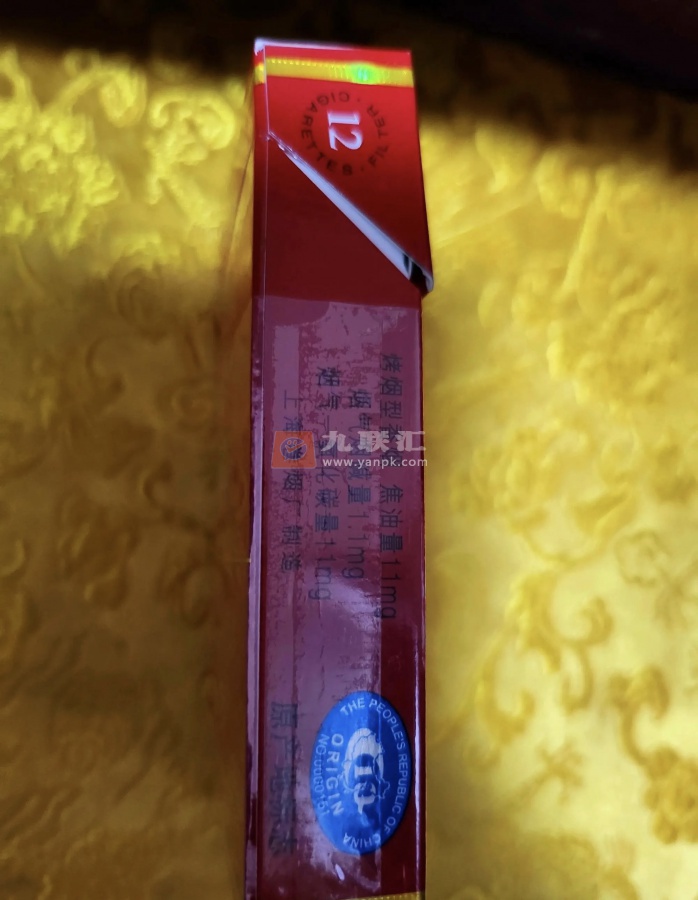 12
FILTER · CIGARETTES ·
烤烟型 焦油量11mg
烟气烟碱量1.1mg
烟气一氧化碳量11mg
上海卷烟厂制造
九联汇
www.yanpk.com
原产地标志
THE PEOPLE'S REPUBLIC OF CHINA
ORIGIN